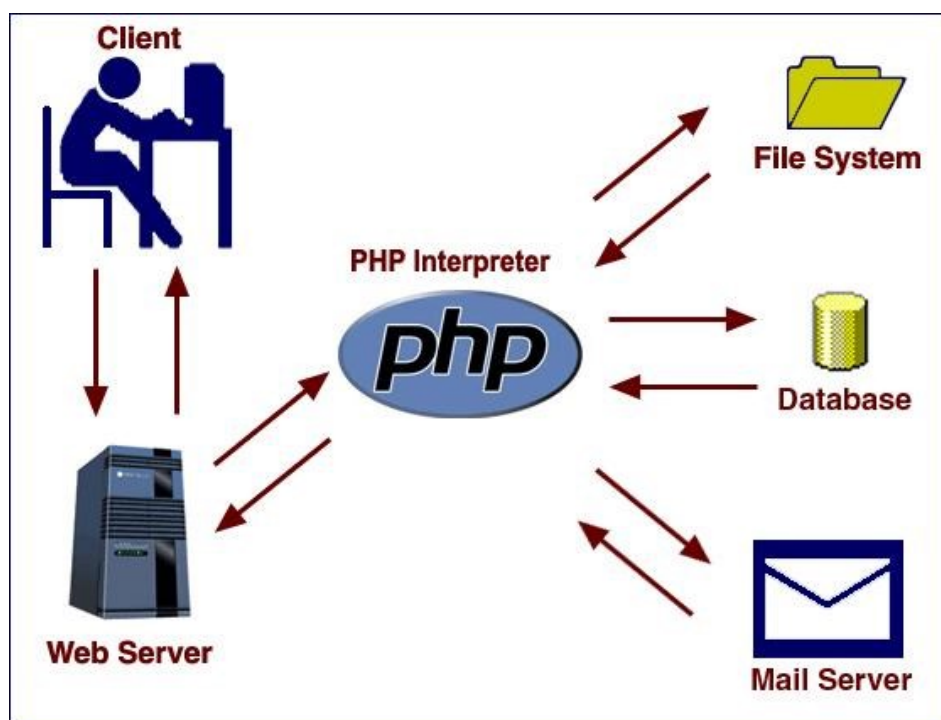 Client
File System
PHP Interpreter
php
Database
Web Server
Mail Server